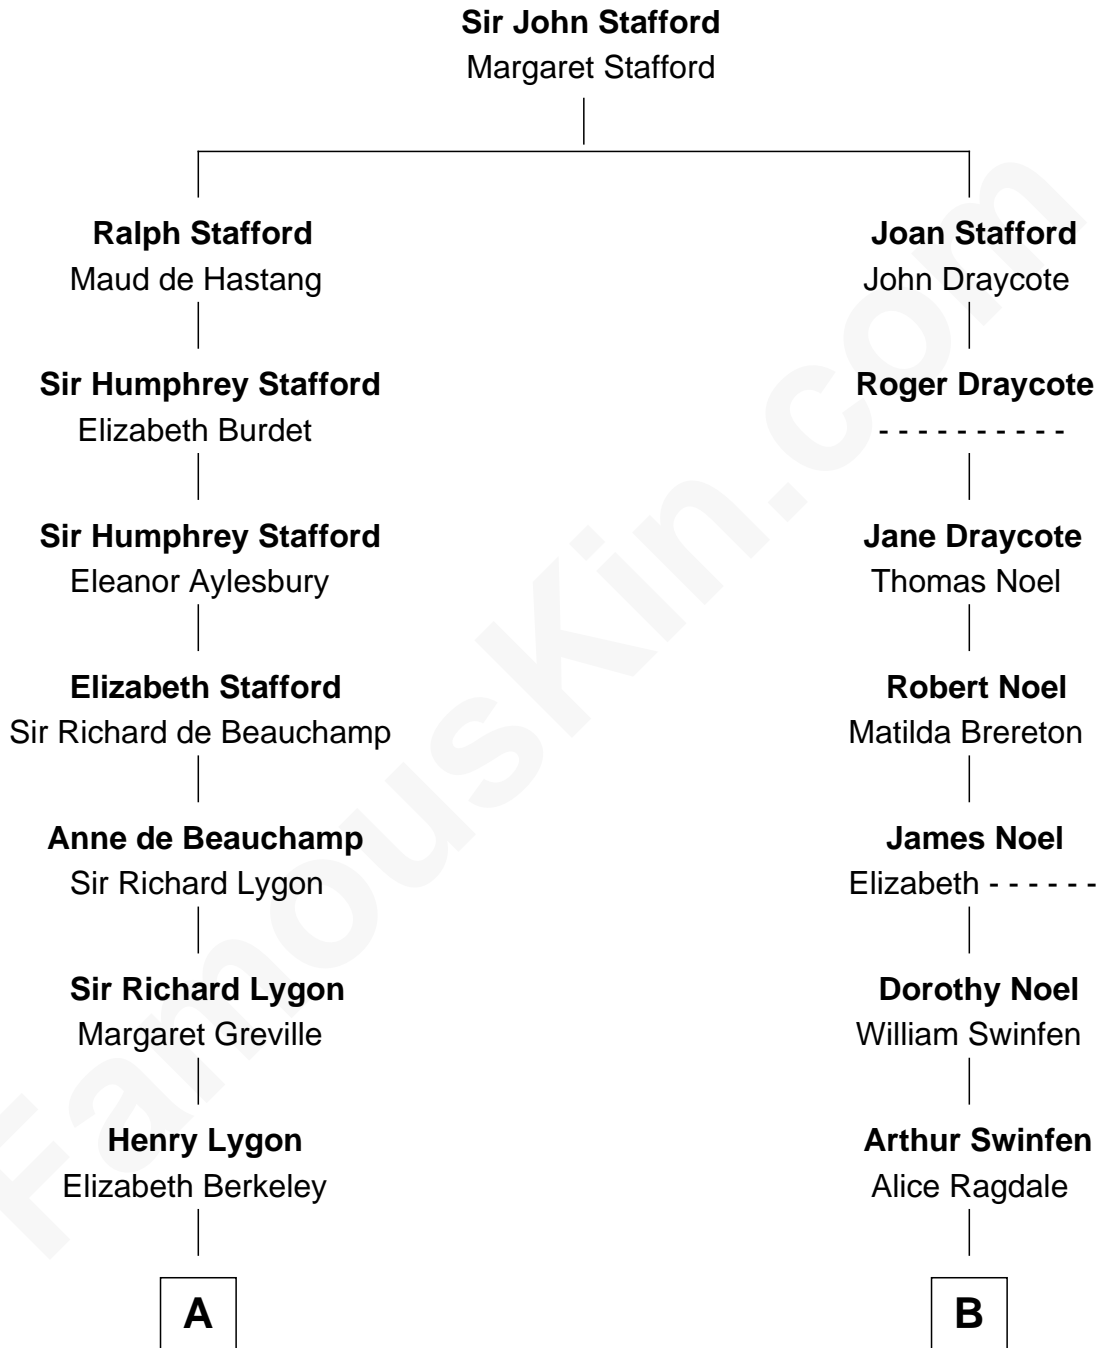 Sir John Stafford
Margaret Stafford
Ralph Stafford
Maud de Hastang
Sir Humphrey Stafford
Elizabeth Burdet
Sir Humphrey Stafford
Eleanor Aylesbury
Elizabeth Stafford
Sir Richard de Beauchamp
Anne de Beauchamp
Sir Richard Lygon
Sir Richard Lygon
Margaret Greville
Henry Lygon
Elizabeth Berkeley
A
Joan Stafford
John Draycote
Roger Draycote
- - - - - - - - - -
Jane Draycote
Thomas Noel
Robert Noel
Matilda Brereton
James Noel
Elizabeth - - - - - -
Dorothy Noel
William Swinfen
Arthur Swinfen
Alice Ragdale
B
FamousKin.com